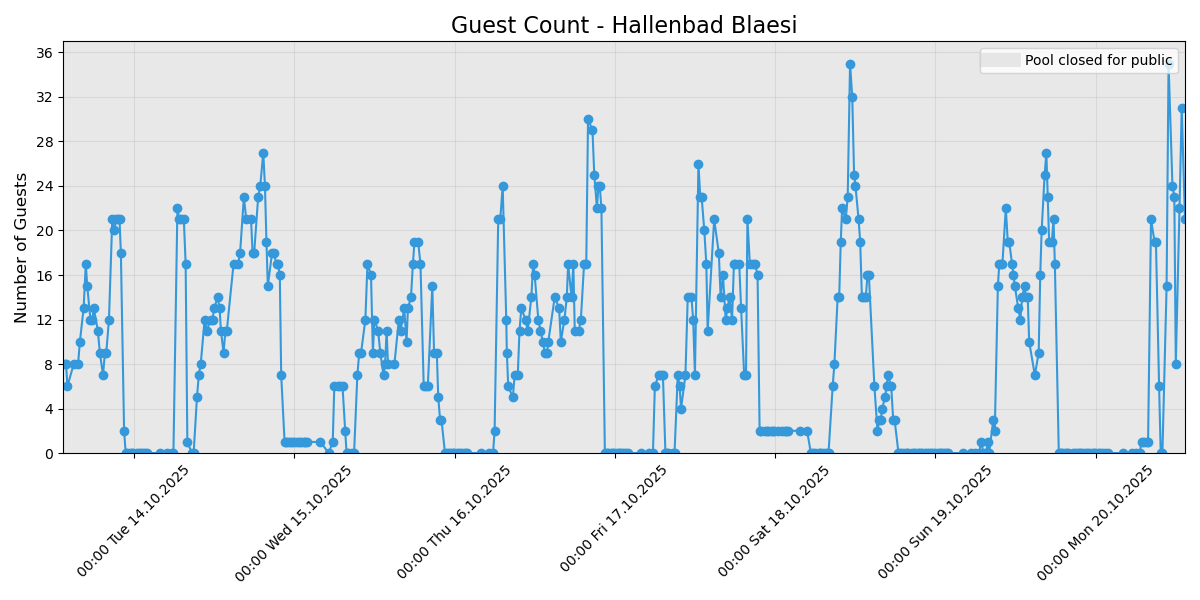 Guest Count - Hallenbad Blaesi
Pool closed for public
Number of Guests
36
32
28
24
20
16
12
8
4
0
00:00 Tue 14.10.2025
00:00 Wed 15.10.2025
00:00 Thu 16.10.2025
00:00 Fri 17.10.2025
00:00 Sat 18.10.2025
00:00 Sun 19.10.2025
00:00 Mon 20.10.2025